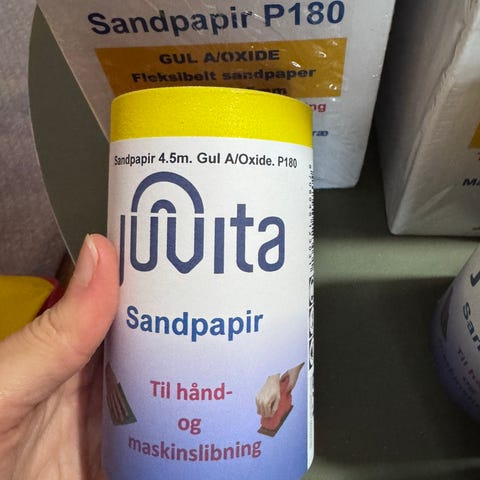 Sandpapir P180
GUL A/OXIDE
Fleksibelt sandpaper
Sandpapir 4.5m. Gul A/Oxide. P180
juvita
Sandpapir
Til hånd-
og
maskinslibning